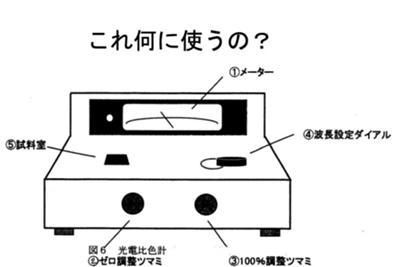 これ何に使うの？
①メーター
④波長設定ダイアル
⑤試料室
図6 光電比色計
②ゼロ調整ツマミ
③100%調整ツマミ